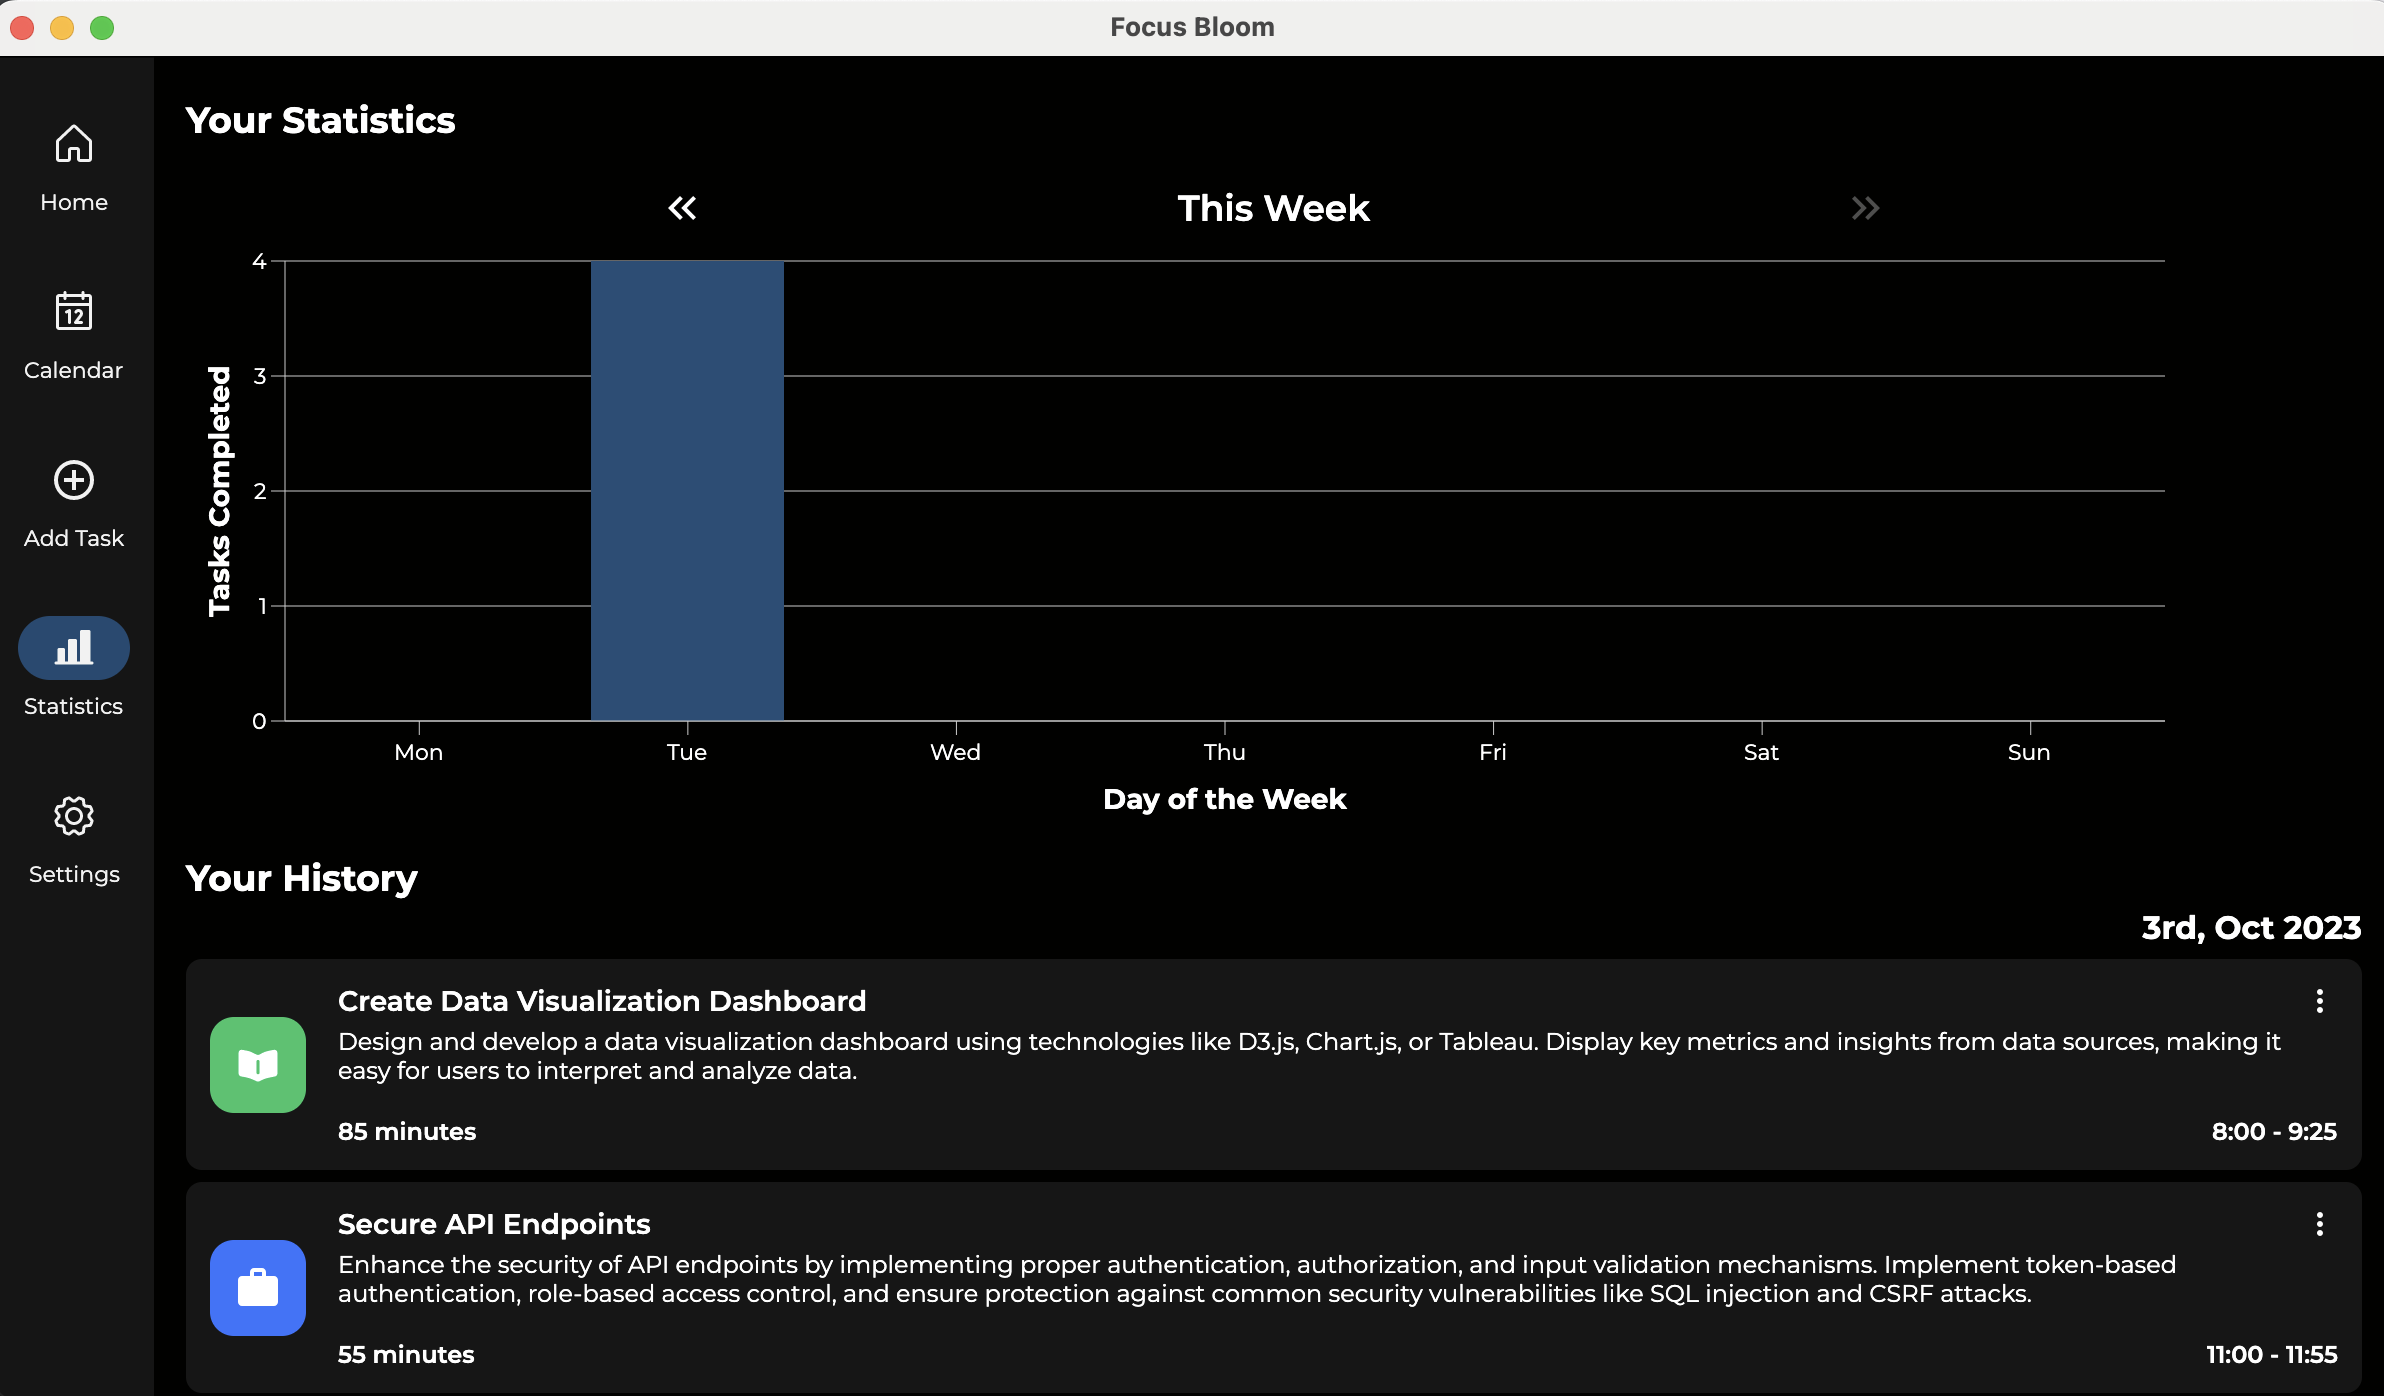 Focus Bloom
Home
12
Calendar
Add Task
Statistics
Settings
Your Statistics
This Week
4
3
2
1
0
Tasks Completed
Mon Tue Wed Thu Fri Sat Sun
Day of the Week
Your History
3rd, Oct 2023
Create Data Visualization Dashboard
Design and develop a data visualization dashboard using technologies like D3.js, Chart.js, or Tableau. Display key metrics and insights from data sources, making it
easy for users to interpret and analyze data.
85 minutes 8:00 - 9:25
Secure API Endpoints
Enhance the security of API endpoints by implementing proper authentication, authorization, and input validation mechanisms. Implement token-based
authentication, role-based access control, and ensure protection against common security vulnerabilities like SQL injection and CSRF attacks.
55 minutes 11:00 - 11:55